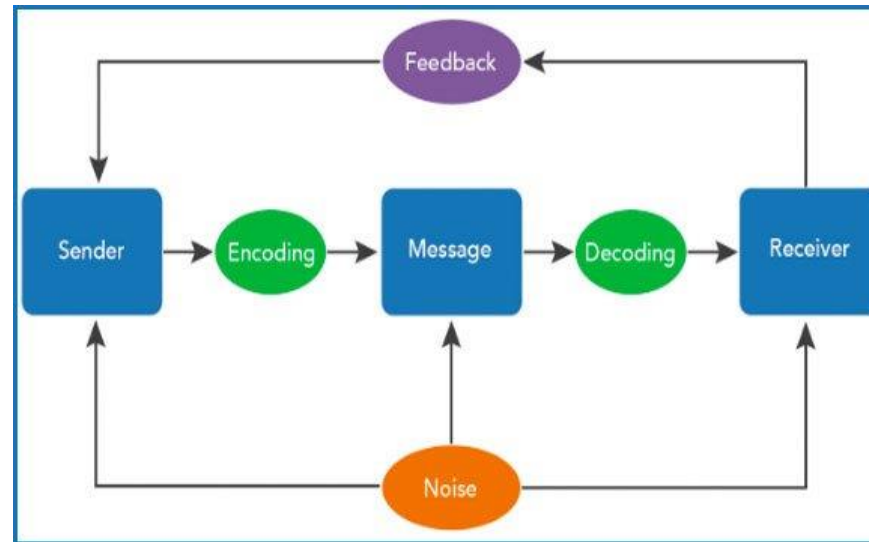 Feedback
Sender
Encoding
Message
Decoding
Receiver
Noise